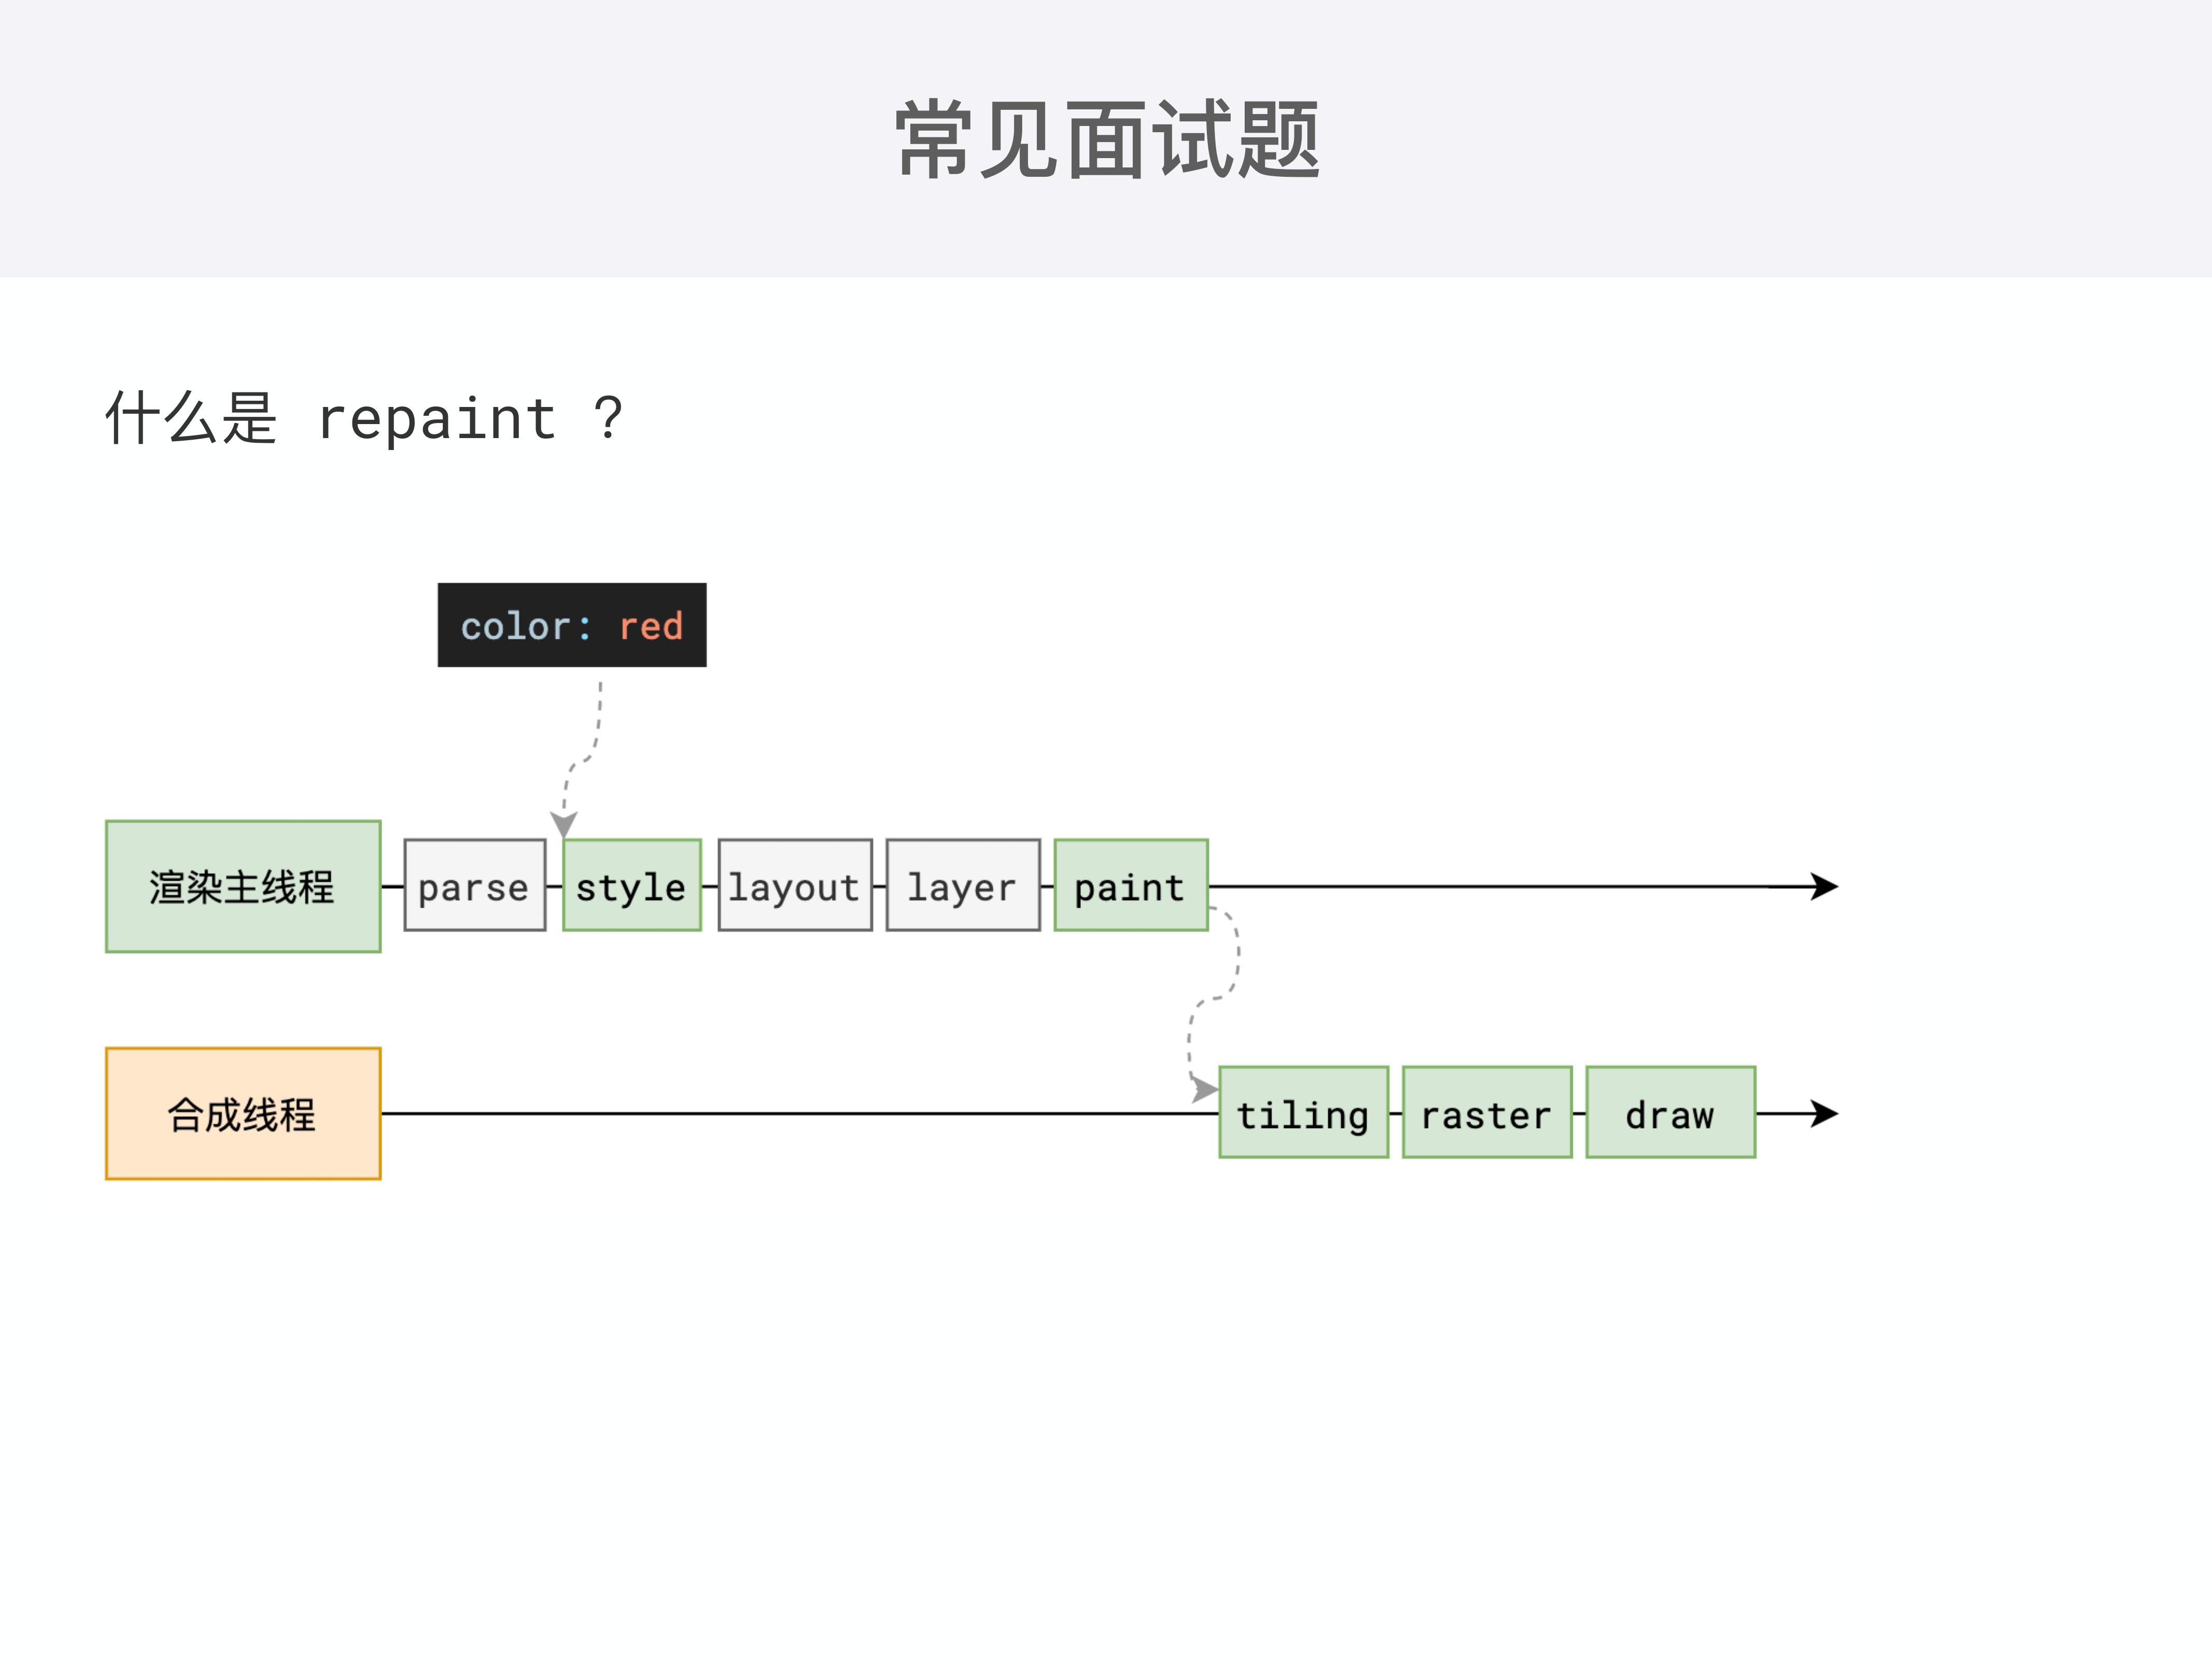 常见面试题
什么是 repaint ？
color: red
渲染主线程
parse
style
layout
layer
paint
合成线程
tiling
raster
draw